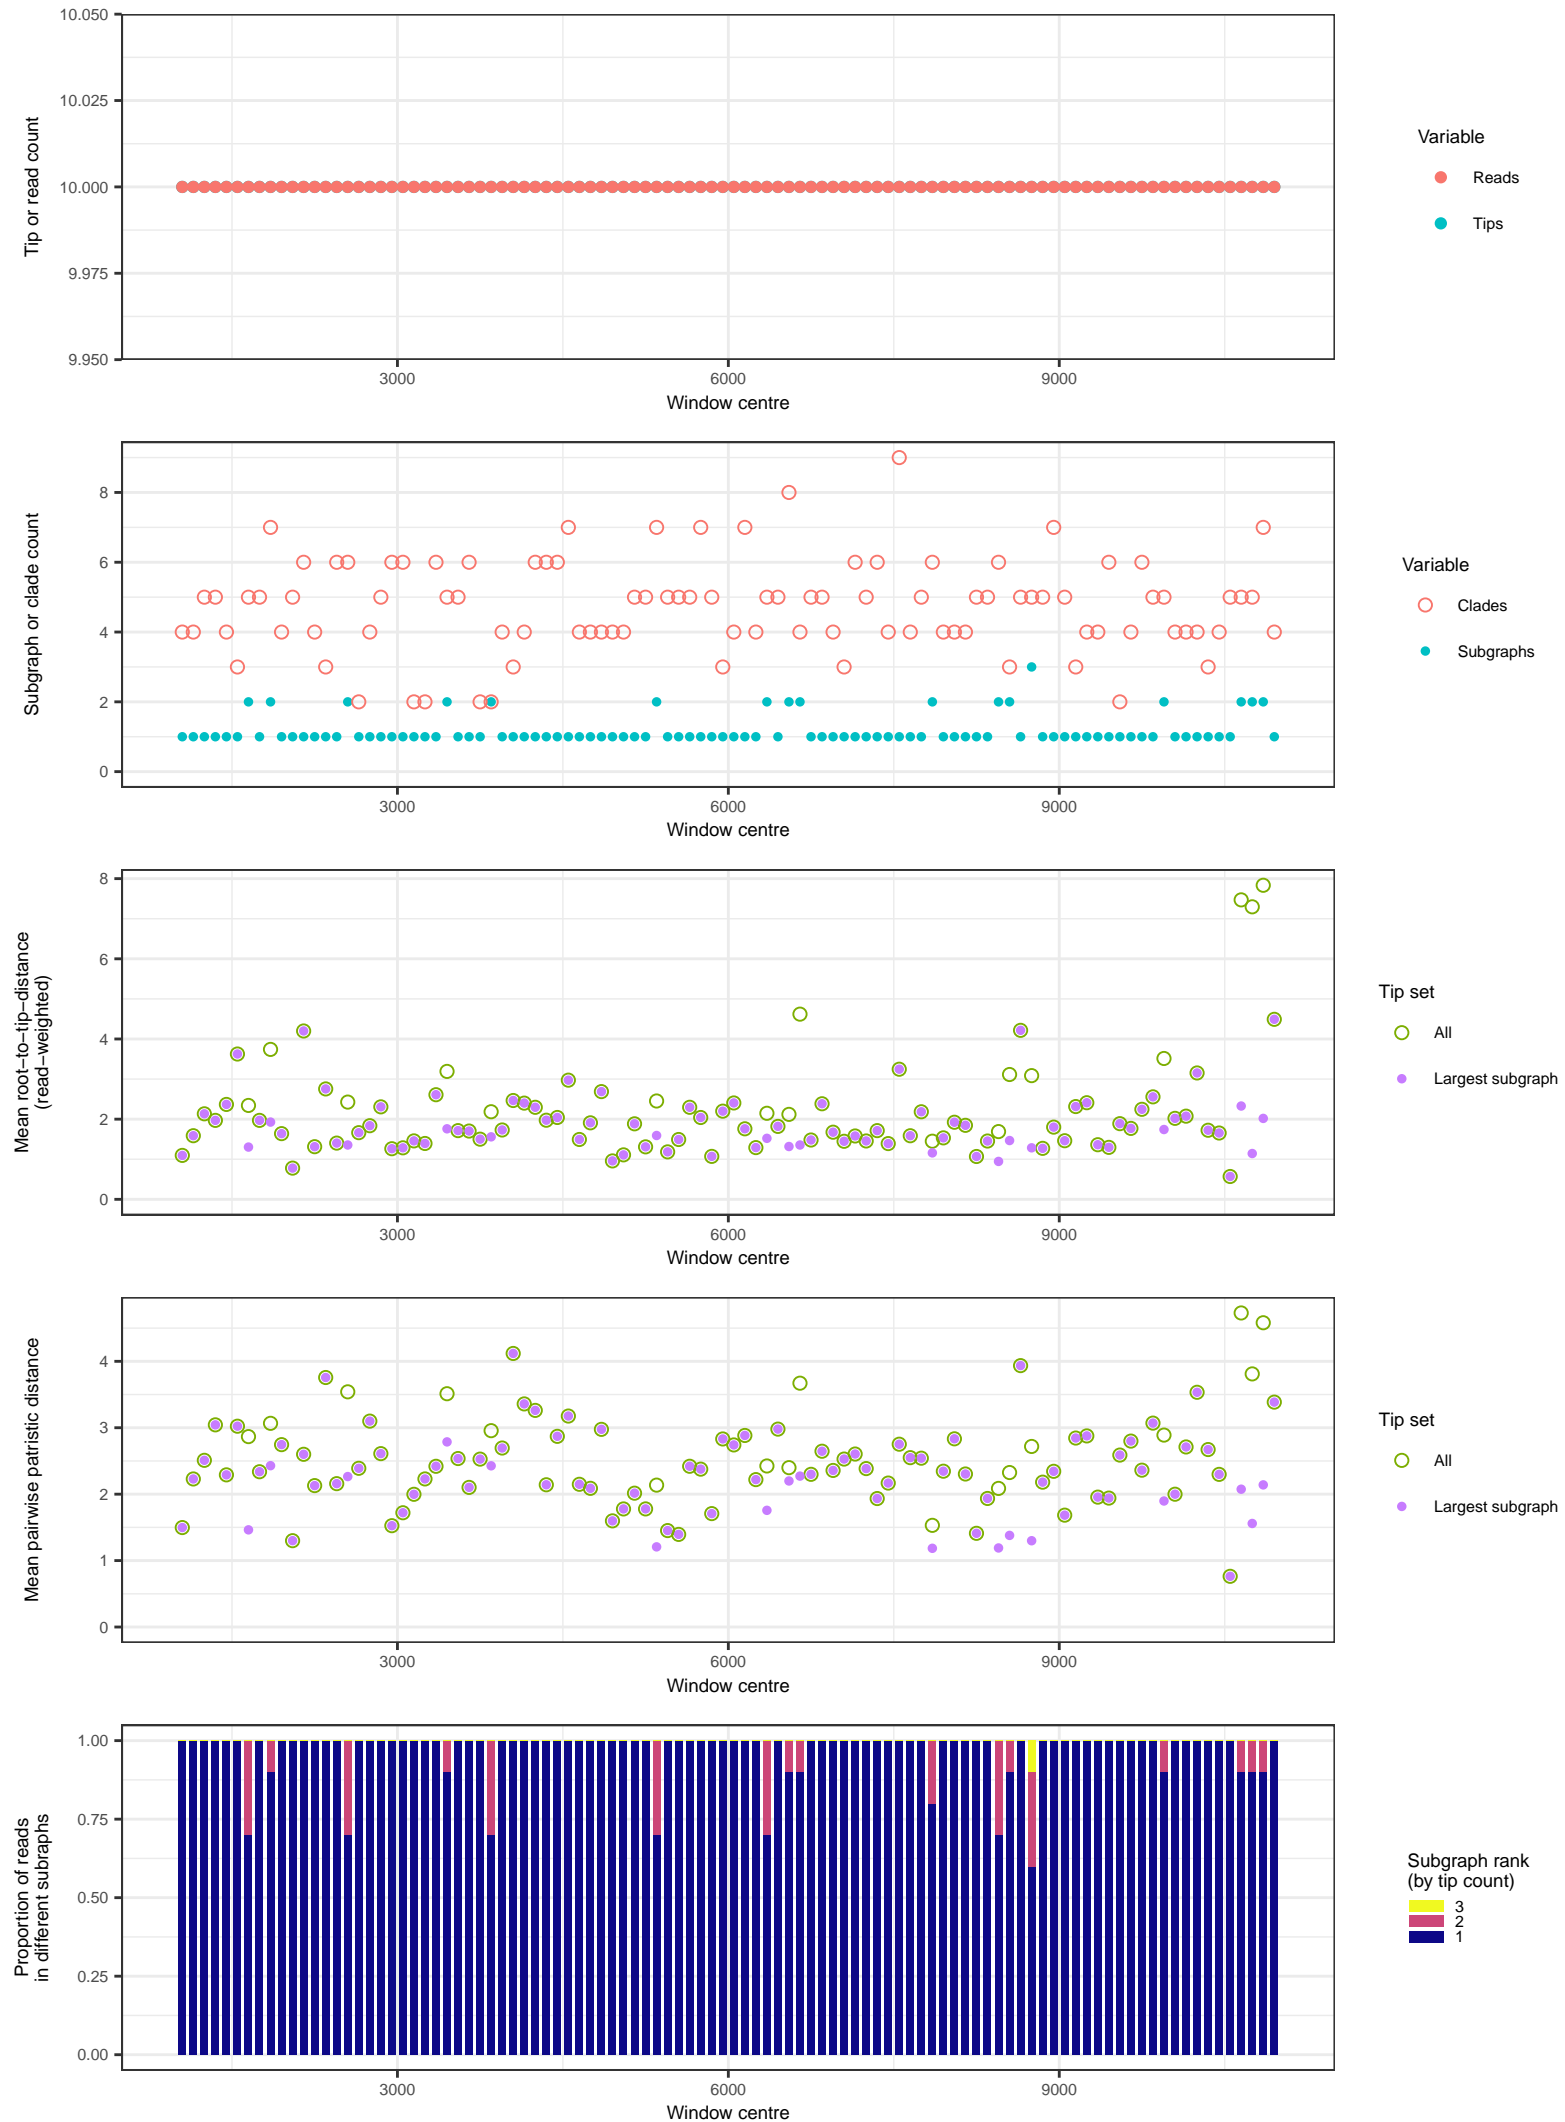 10.050
10.025
10.000
9.975
9.950
Tip or read count
3000
6000
9000
Window centre
Variable
Reads
Tips
8
6
4
2
0
Subgraph or clade count
3000
6000
9000
Window centre
Variable
Clades
Subgraphs
8
6
4
2
0
Mean root−to−tip−distance
(read−weighted)
3000
6000
9000
Window centre
Tip set
All
Largest subgraph
4
3
2
1
0
Mean pairwise patristic distance
3000
6000
9000
Window centre
Tip set
All
Largest subgraph
1.00
0.75
0.50
0.25
0.00
Proportion of reads
in different subraphs
3000
6000
9000
Window centre
Subgraph rank
(by tip count)
3
2
1